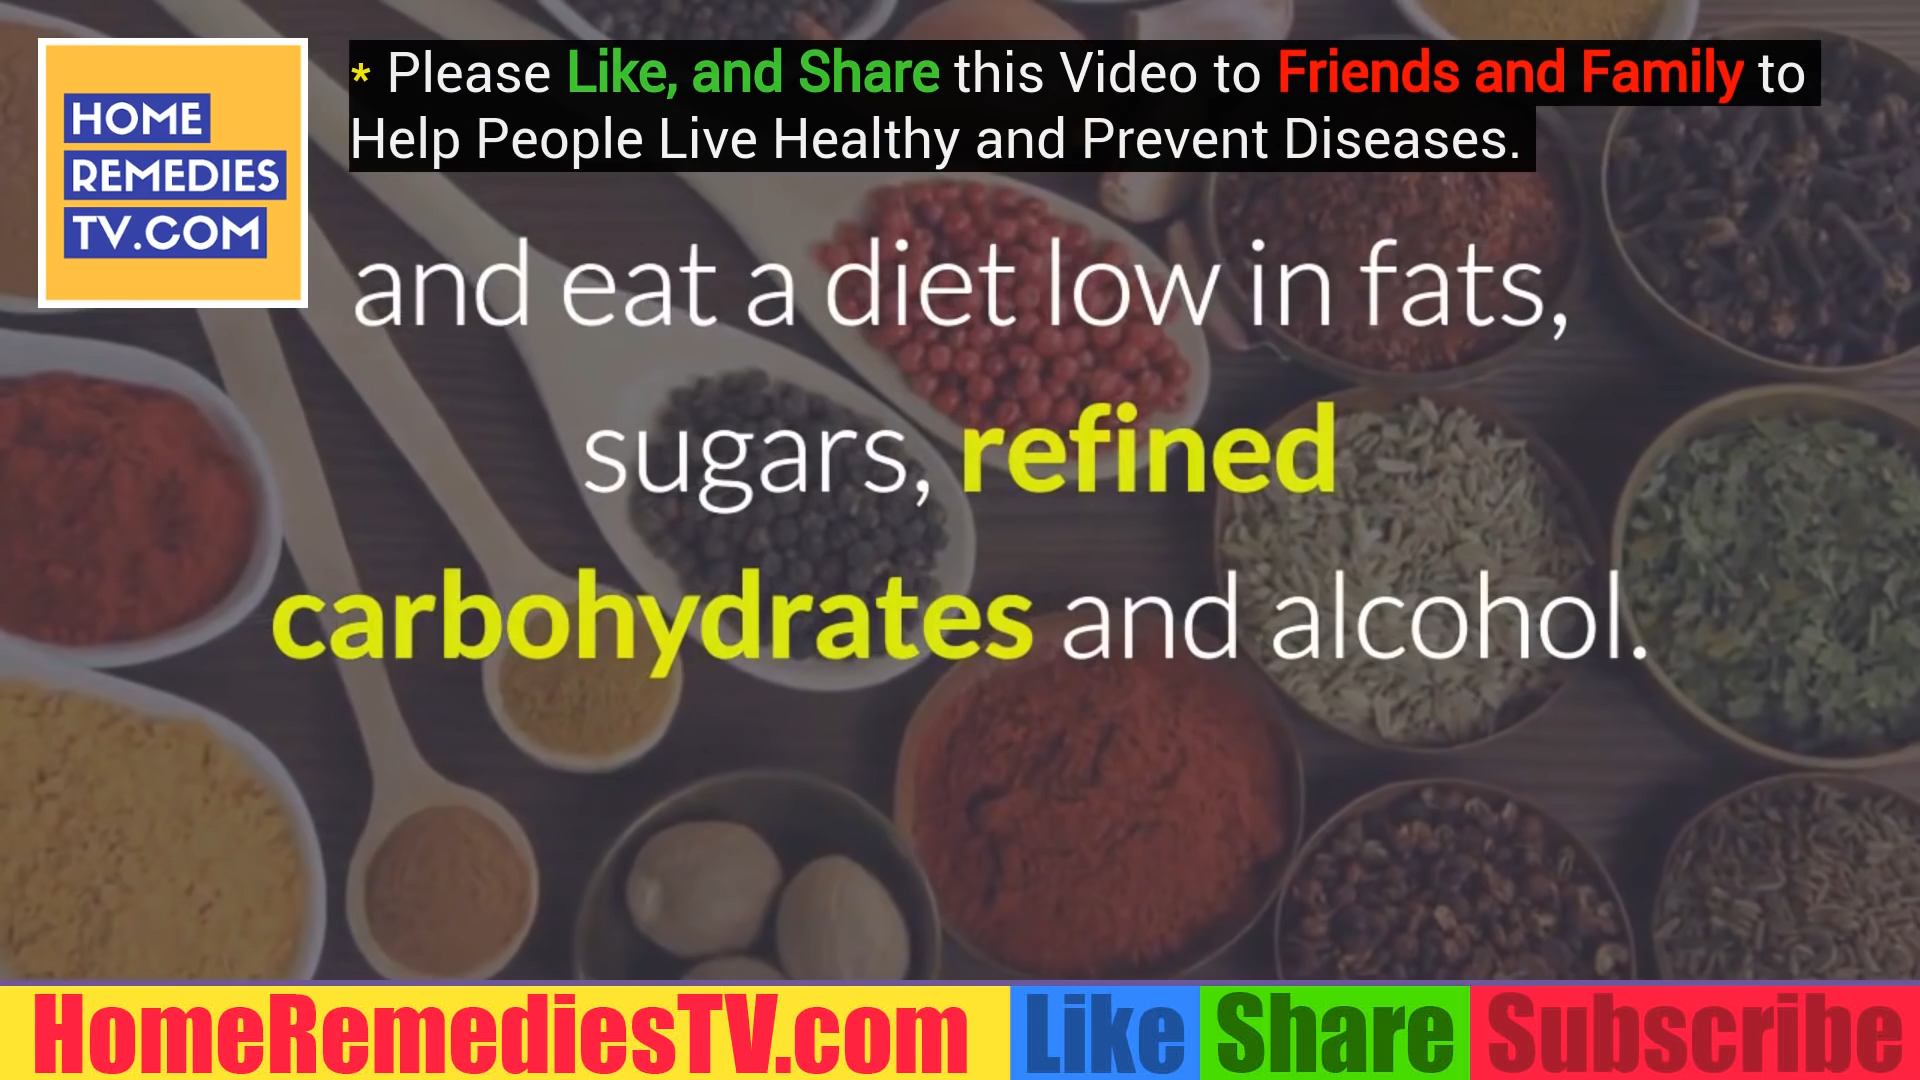 HOME
REMEDIES
TV.COM
* Please Like, and Share this Video to Friends and Family to
Help People Live Healthy and Prevent Diseases.
and eat a diet low in fats,
sugars, refined
carbohydrates and alcohol.
HomeRemediesTV.com Like Share Subscribe